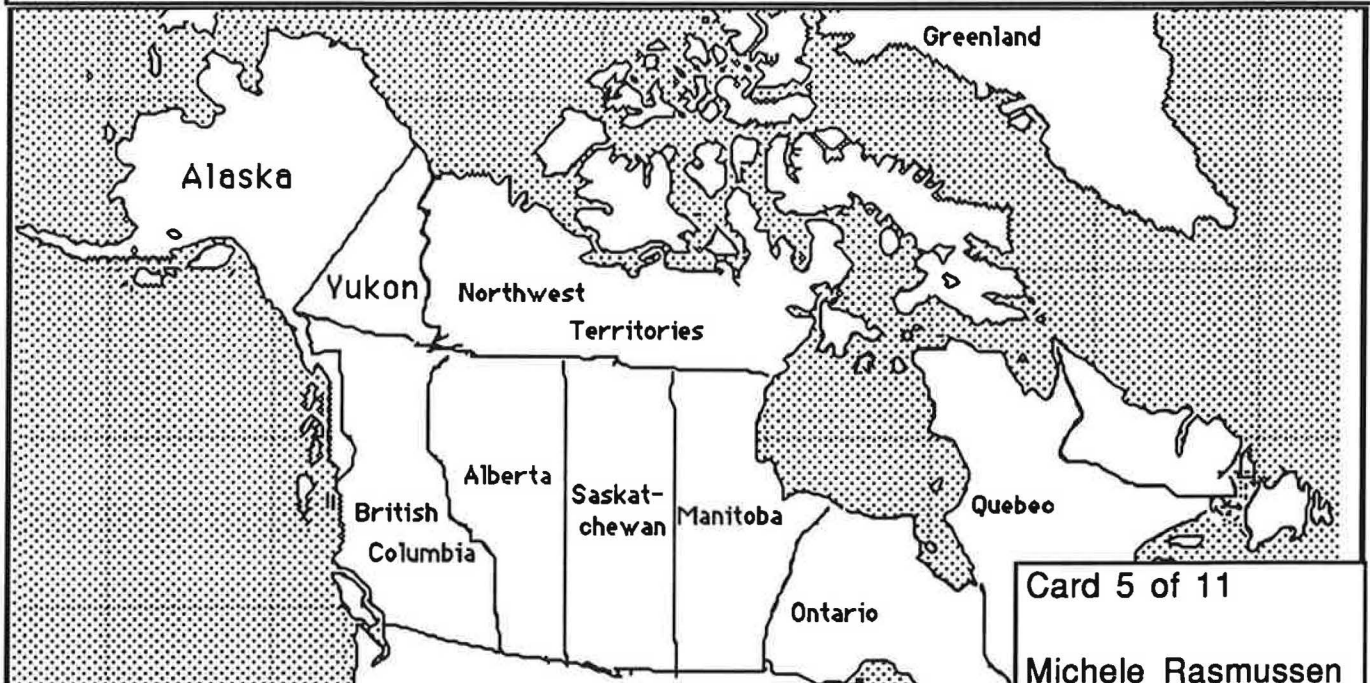 Greenland
Alaska
Yukon
Northwest
Territories
Alberta
Saskat-
chewan
Manitoba
British
Columbia
Quebec
Ontario
Card 5 of 11
Michele Rasmussen